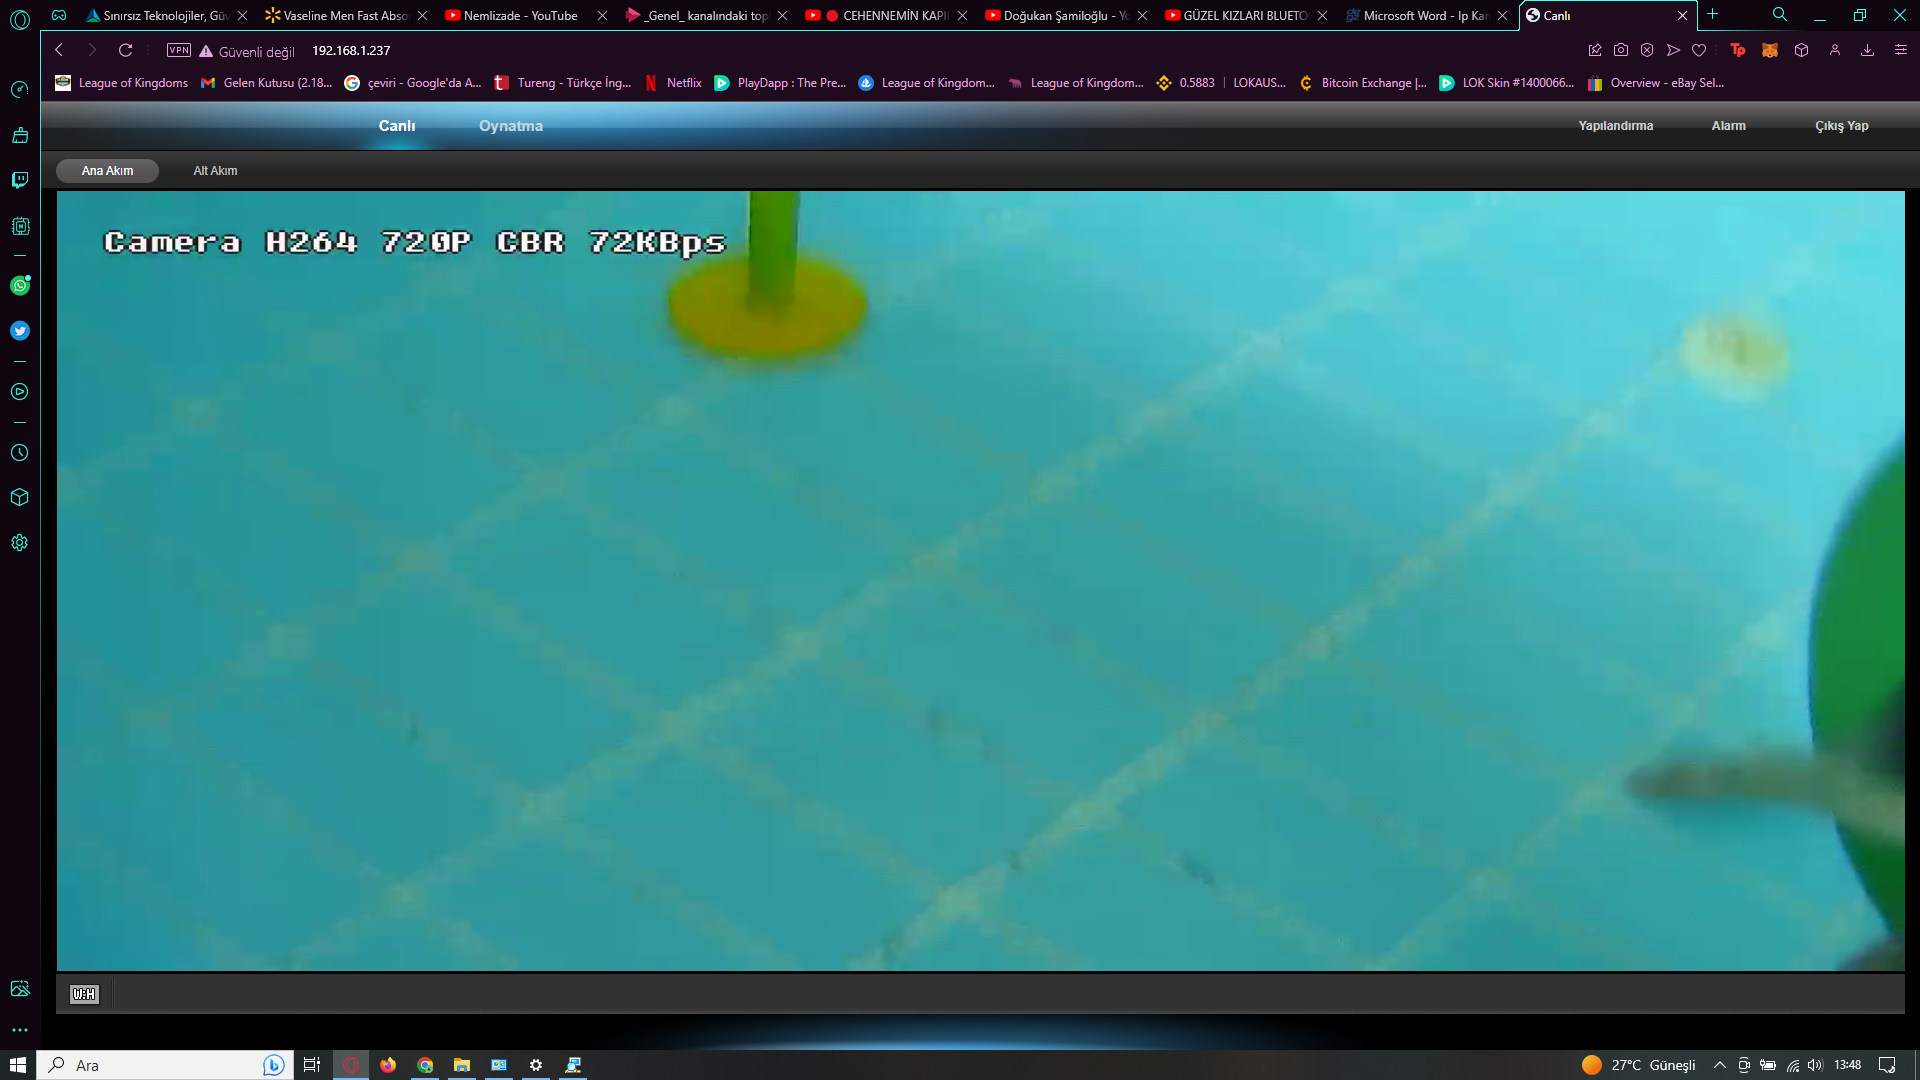 Sınırsız Teknolojiler, Gü
Vaseline Men Fast Abso
Nemlizade - YouTube
_Genel_ kanalındaki top
CEHENNEMİN KAPI
Doğukan Şamiloğlu - Yo
GÜZEL KIZLARI BLUETO
Microsoft Word - Ip Kan
Canlı
VPN
Güvenli değil
192.168.1.237
Tp
League of Kingdoms
Gelen Kutusu (2.18...
çeviri - Google'da A...
Tureng - Türkçe İng...
Netflix
PlayDapp : The Pre...
League of Kingdom...
League of Kingdom...
0.5883 | LOKAUS...
Bitcoin Exchange |...
LOK Skin #1400066...
Overview - eBay Sel...
Canlı
Oynatma
Yapılandırma
Alarm
Çıkış Yap
Ana Akım
Alt Akım
Camera H264 720P CBR 72KBps
W:H
Ara
27°C Güneşli
13:48